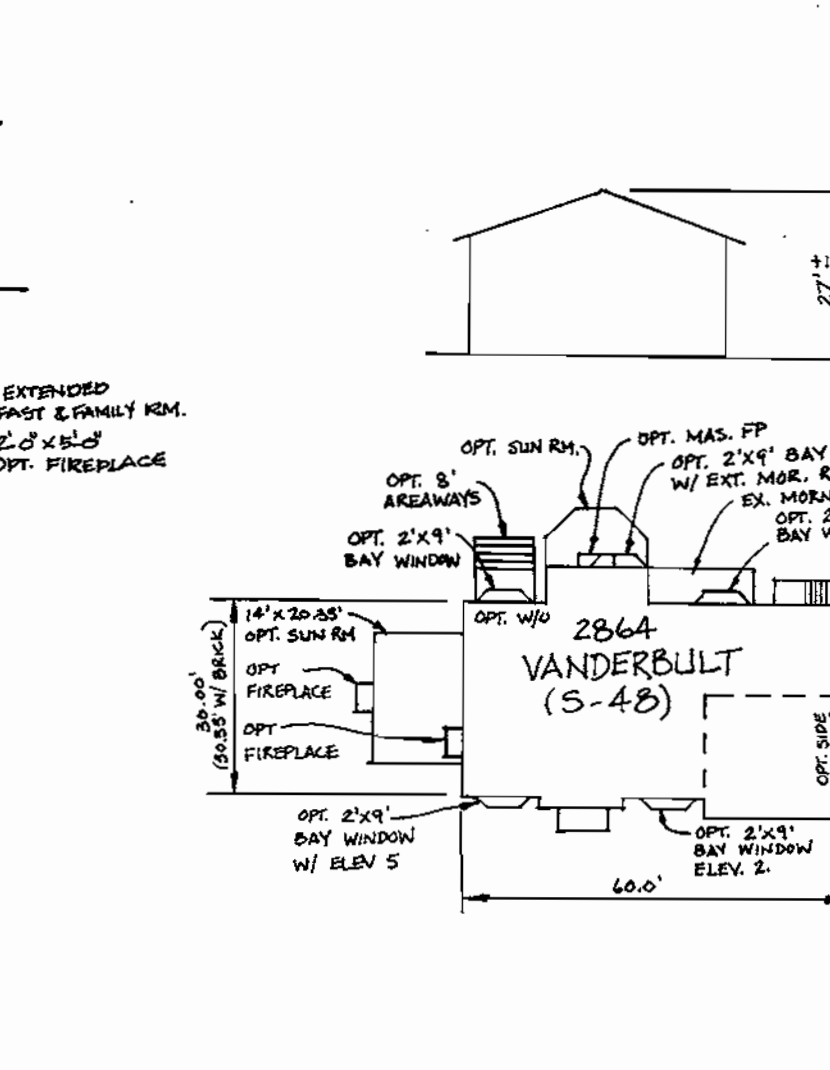 27'±
EXTENDED
FAST & FAMILY RM.
2'0" X 5'0"
OPT. FIREPLACE
OPT. SUN RM.
OPT. MAS. FP
OPT. 2'X9' BAY
W/ EXT. MOR. R
EX. MORN
OPT. 2
BAY W
OPT. 8'
AREAWAYS
OPT. 2'X9'
BAY WINDOW
OPT. W/O
14' X 20.35'
OPT. SUN RM
OPT
FIREPLACE
OPT
FIREPLACE
30.00'
(30.55' W/ BRICK)
2864
VANDERBULT
(S-48)
OPT. SIDE
OPT. 2'X9'
BAY WINDOW
W/ ELEV 5
OPT. 2'X9'
BAY WINDOW
ELEV. 2.
60.0'